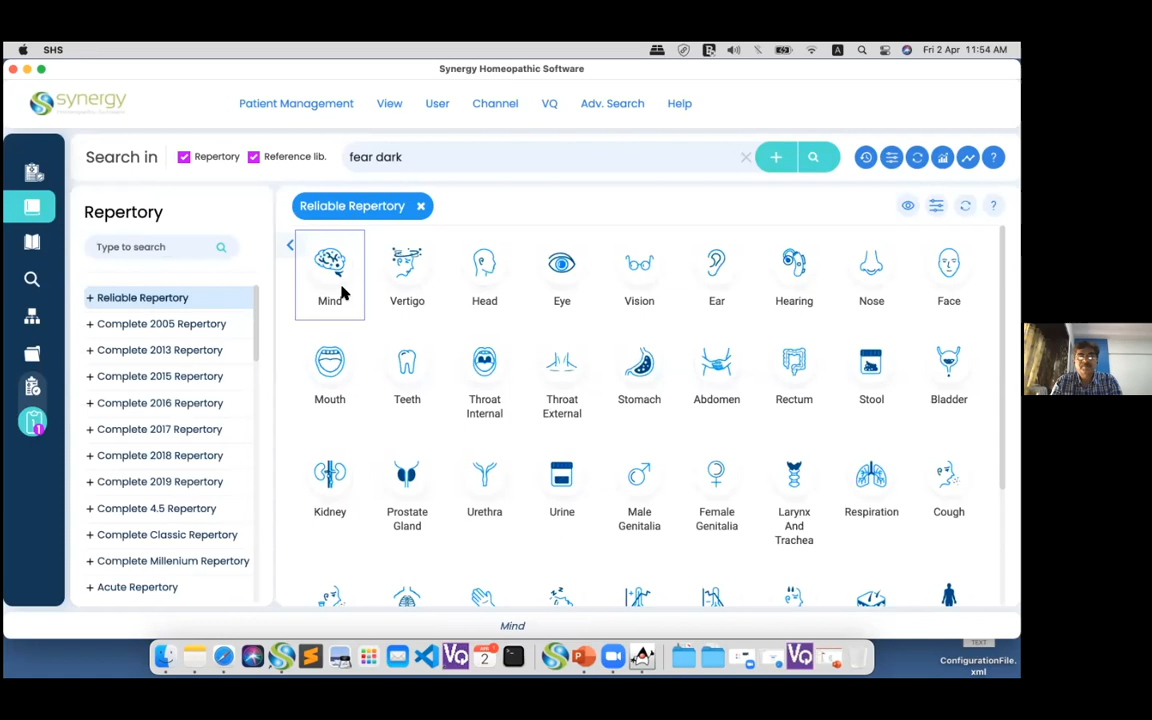 SHS
A
Fri 2 Apr 11:54 AM
Synergy Homeopathic Software
synergy
Patient Management View User Channel VQ Adv. Search Help
Search in Repertory Reference lib. fear dark + ?
Repertory
Type to search
+ Reliable Repertory
+ Complete 2005 Repertory
+ Complete 2013 Repertory
+ Complete 2015 Repertory
+ Complete 2016 Repertory
+ Complete 2017 Repertory
+ Complete 2018 Repertory
+ Complete 2019 Repertory
+ Complete 4.5 Repertory
+ Complete Classic Repertory
+ Complete Millenium Repertory
+ Acute Repertory
1
Reliable Repertory x ?
Mind Vertigo Head Eye Vision Ear Hearing Nose Face
Mouth Teeth Throat Internal Throat External Stomach Abdomen Rectum Stool Bladder
Kidney Prostate Gland Urethra Urine Male Genitalia Female Genitalia Larynx And Trachea Respiration Cough
Mind
VQ
2
VQ
TEXT
ConfigurationFile.
xml